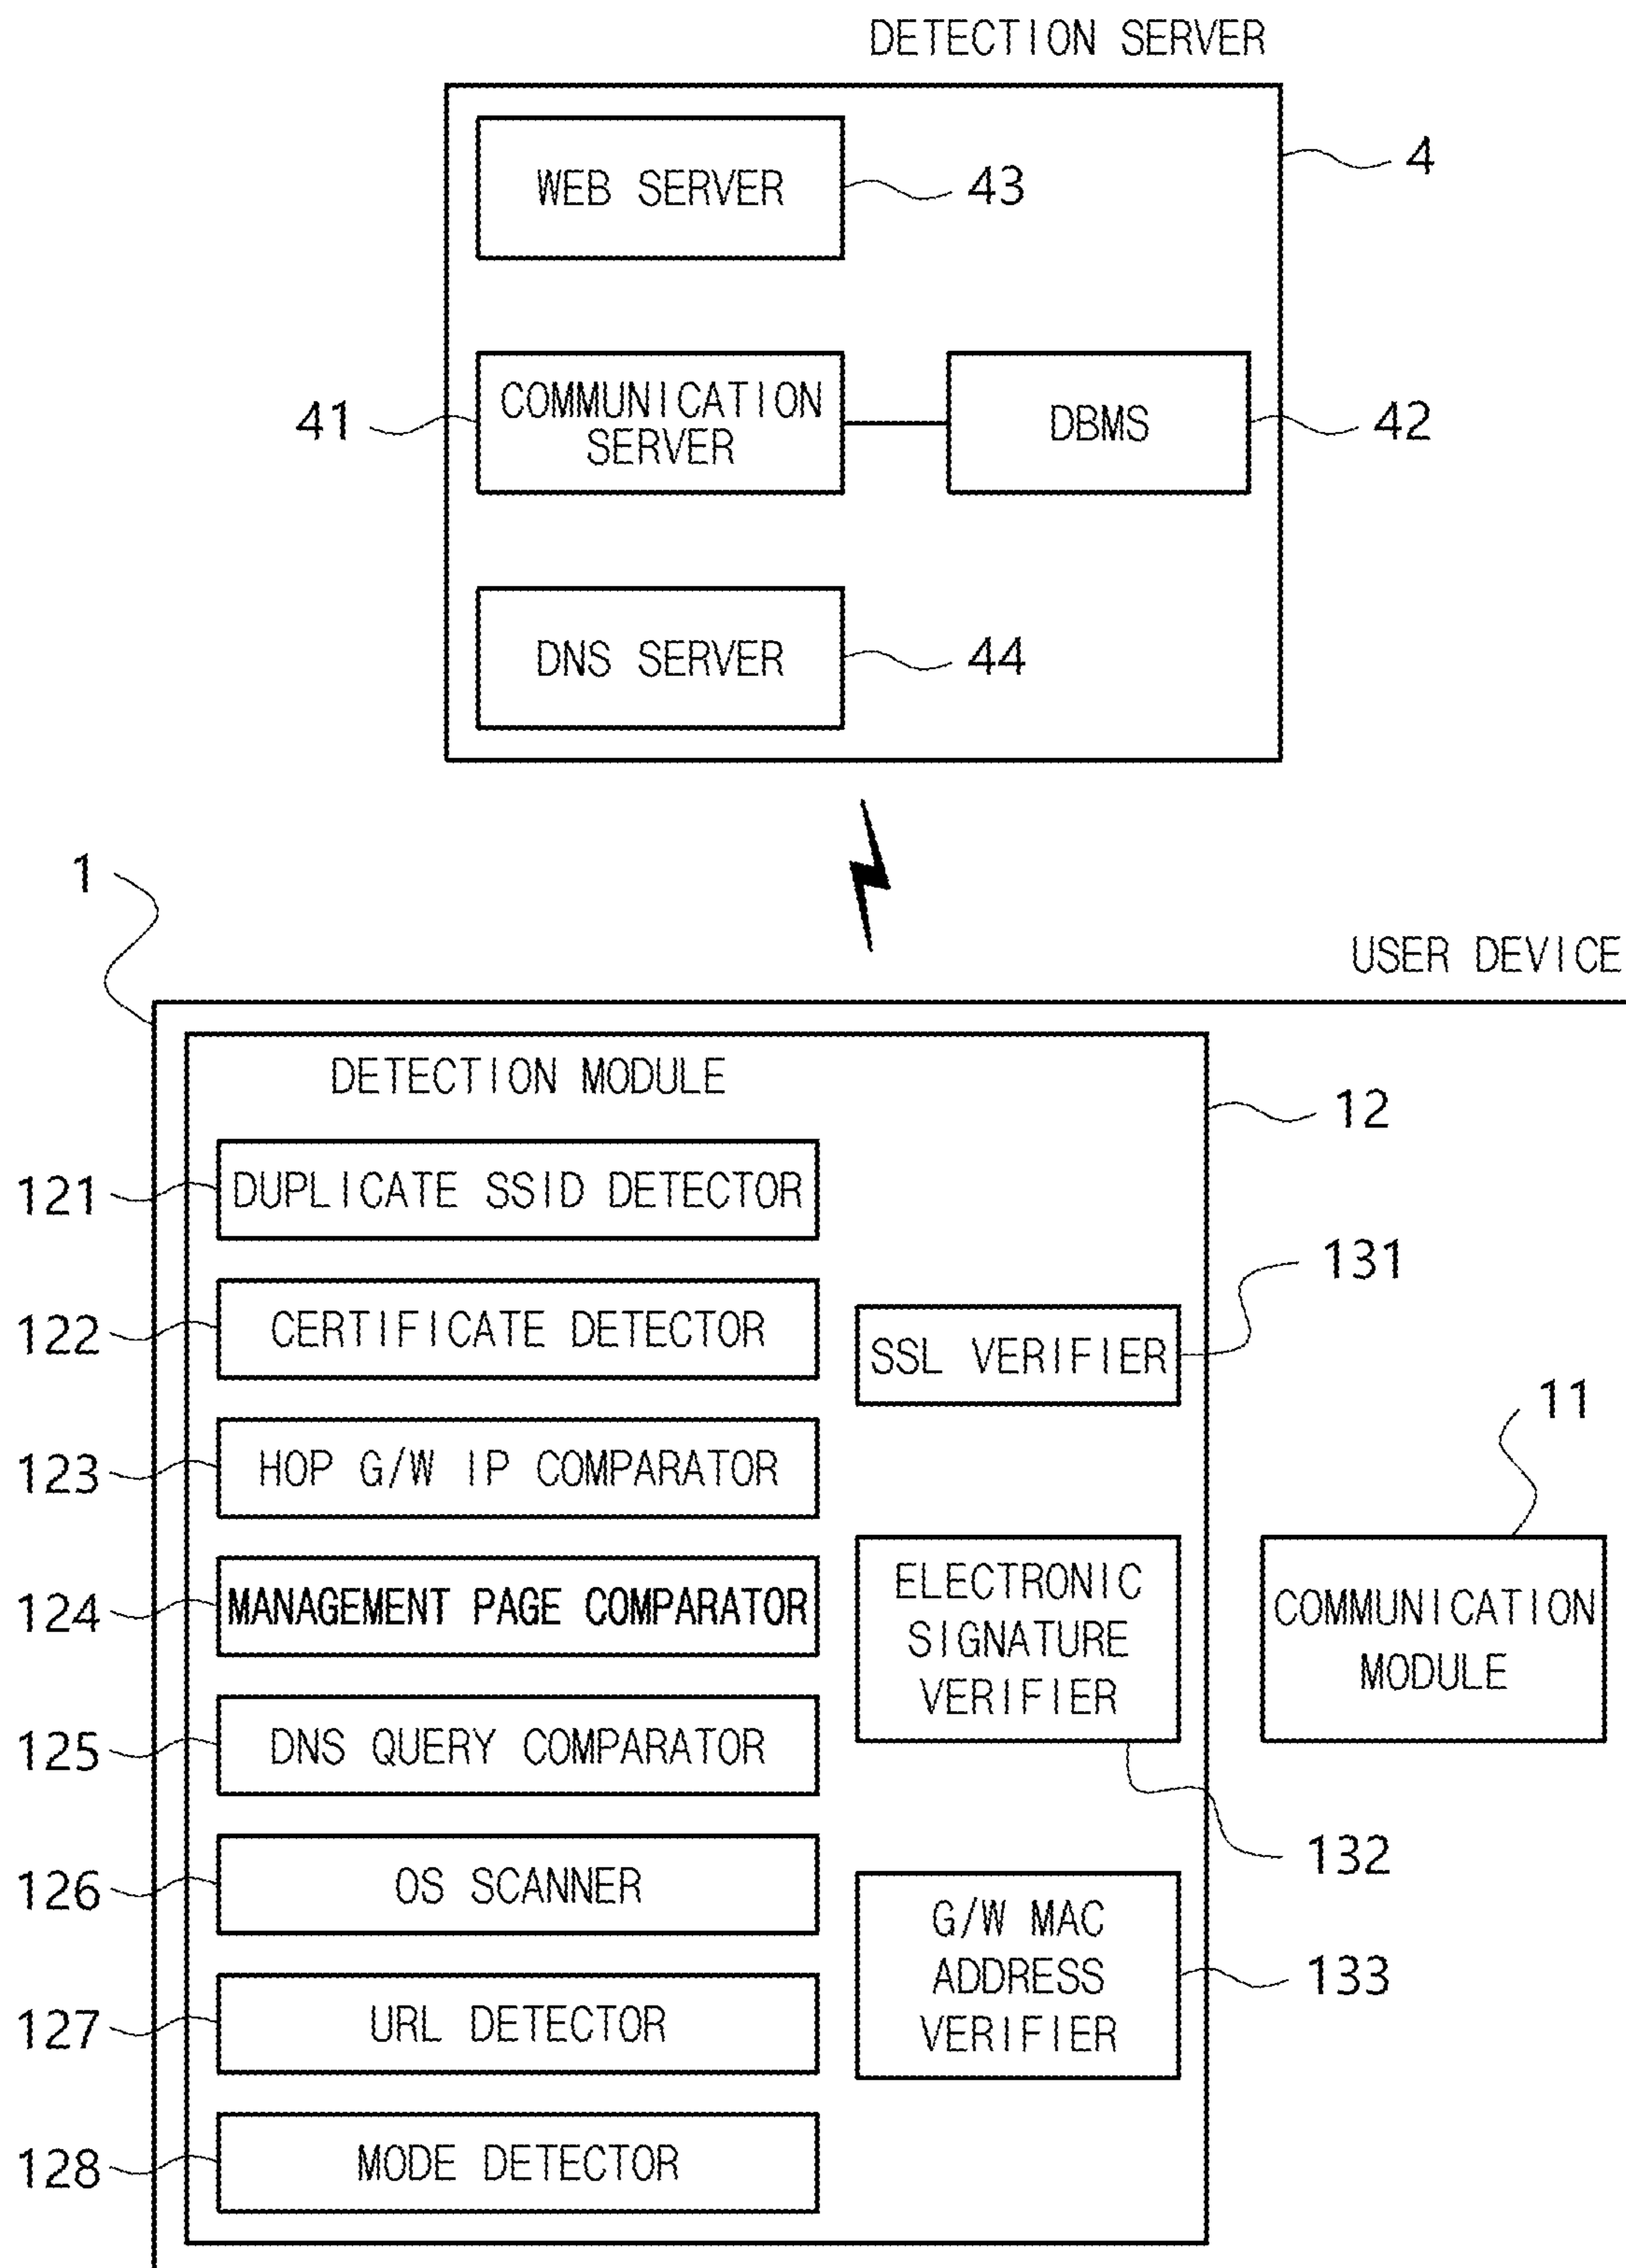 DETECTION SERVER
4
WEB SERVER
43
41
COMMUNICATION
SERVER
DBMS
42
DNS SERVER
44
1
USER DEVICE
DETECTION MODULE
12
121
DUPLICATE SSID DETECTOR
131
122
CERTIFICATE DETECTOR
SSL VERIFIER
11
123
HOP G/W IP COMPARATOR
124
MANAGEMENT PAGE COMPARATOR
ELECTRONIC
SIGNATURE
VERIFIER
COMMUNICATION
MODULE
125
DNS QUERY COMPARATOR
132
126
OS SCANNER
G/W MAC
ADDRESS
VERIFIER
133
127
URL DETECTOR
128
MODE DETECTOR